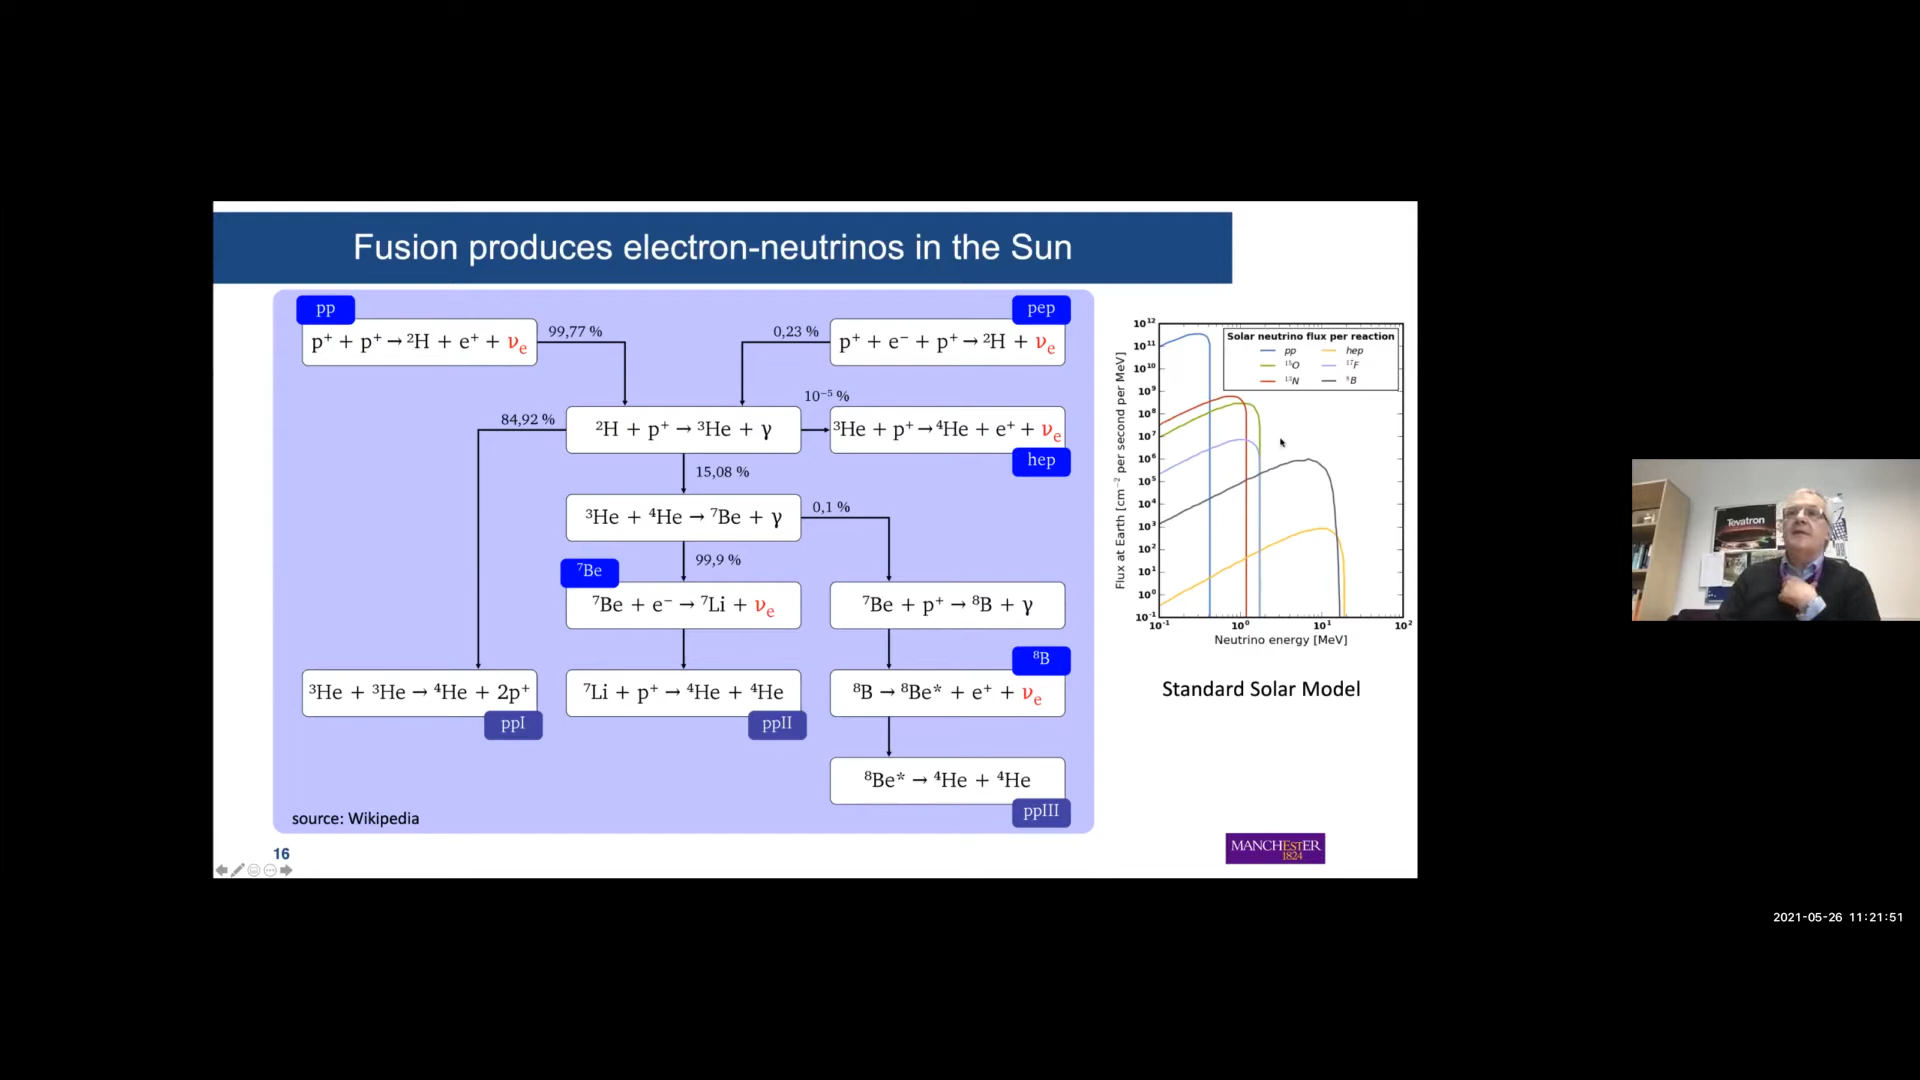 Fusion produces electron-neutrinos in the Sun
pp
p⁺ + p⁺ → ²H + e⁺ + νₑ
99,77 %
0,23 %
pep
p⁺ + e⁻ + p⁺ → ²H + νₑ
84,92 %
²H + p⁺ → ³He + γ
10⁻⁵ %
³He + p⁺ → ⁴He + e⁺ + νₑ
hep
15,08 %
³He + ⁴He → ⁷Be + γ
0,1 %
99,9 %
⁷Be
⁷Be + e⁻ → ⁷Li + νₑ
⁷Be + p⁺ → ⁸B + γ
⁸B
³He + ³He → ⁴He + 2p⁺
ppI
⁷Li + p⁺ → ⁴He + ⁴He
ppII
⁸B → ⁸Be* + e⁺ + νₑ
⁸Be* → ⁴He + ⁴He
ppIII
source: Wikipedia
16
Solar neutrino flux per reaction
pp
hep
¹⁵O
¹⁷F
¹³N
⁸B
Flux at Earth [cm⁻² per second per MeV]
10¹²
10¹¹
10¹⁰
10⁹
10⁸
10⁷
10⁶
10⁵
10⁴
10³
10²
10¹
10⁰
10⁻¹
10⁻¹ 10⁰ 10¹ 10²
Neutrino energy [MeV]
Standard Solar Model
MANCHEsTER
1824
Tevatron
2021-05-26 11:21:51